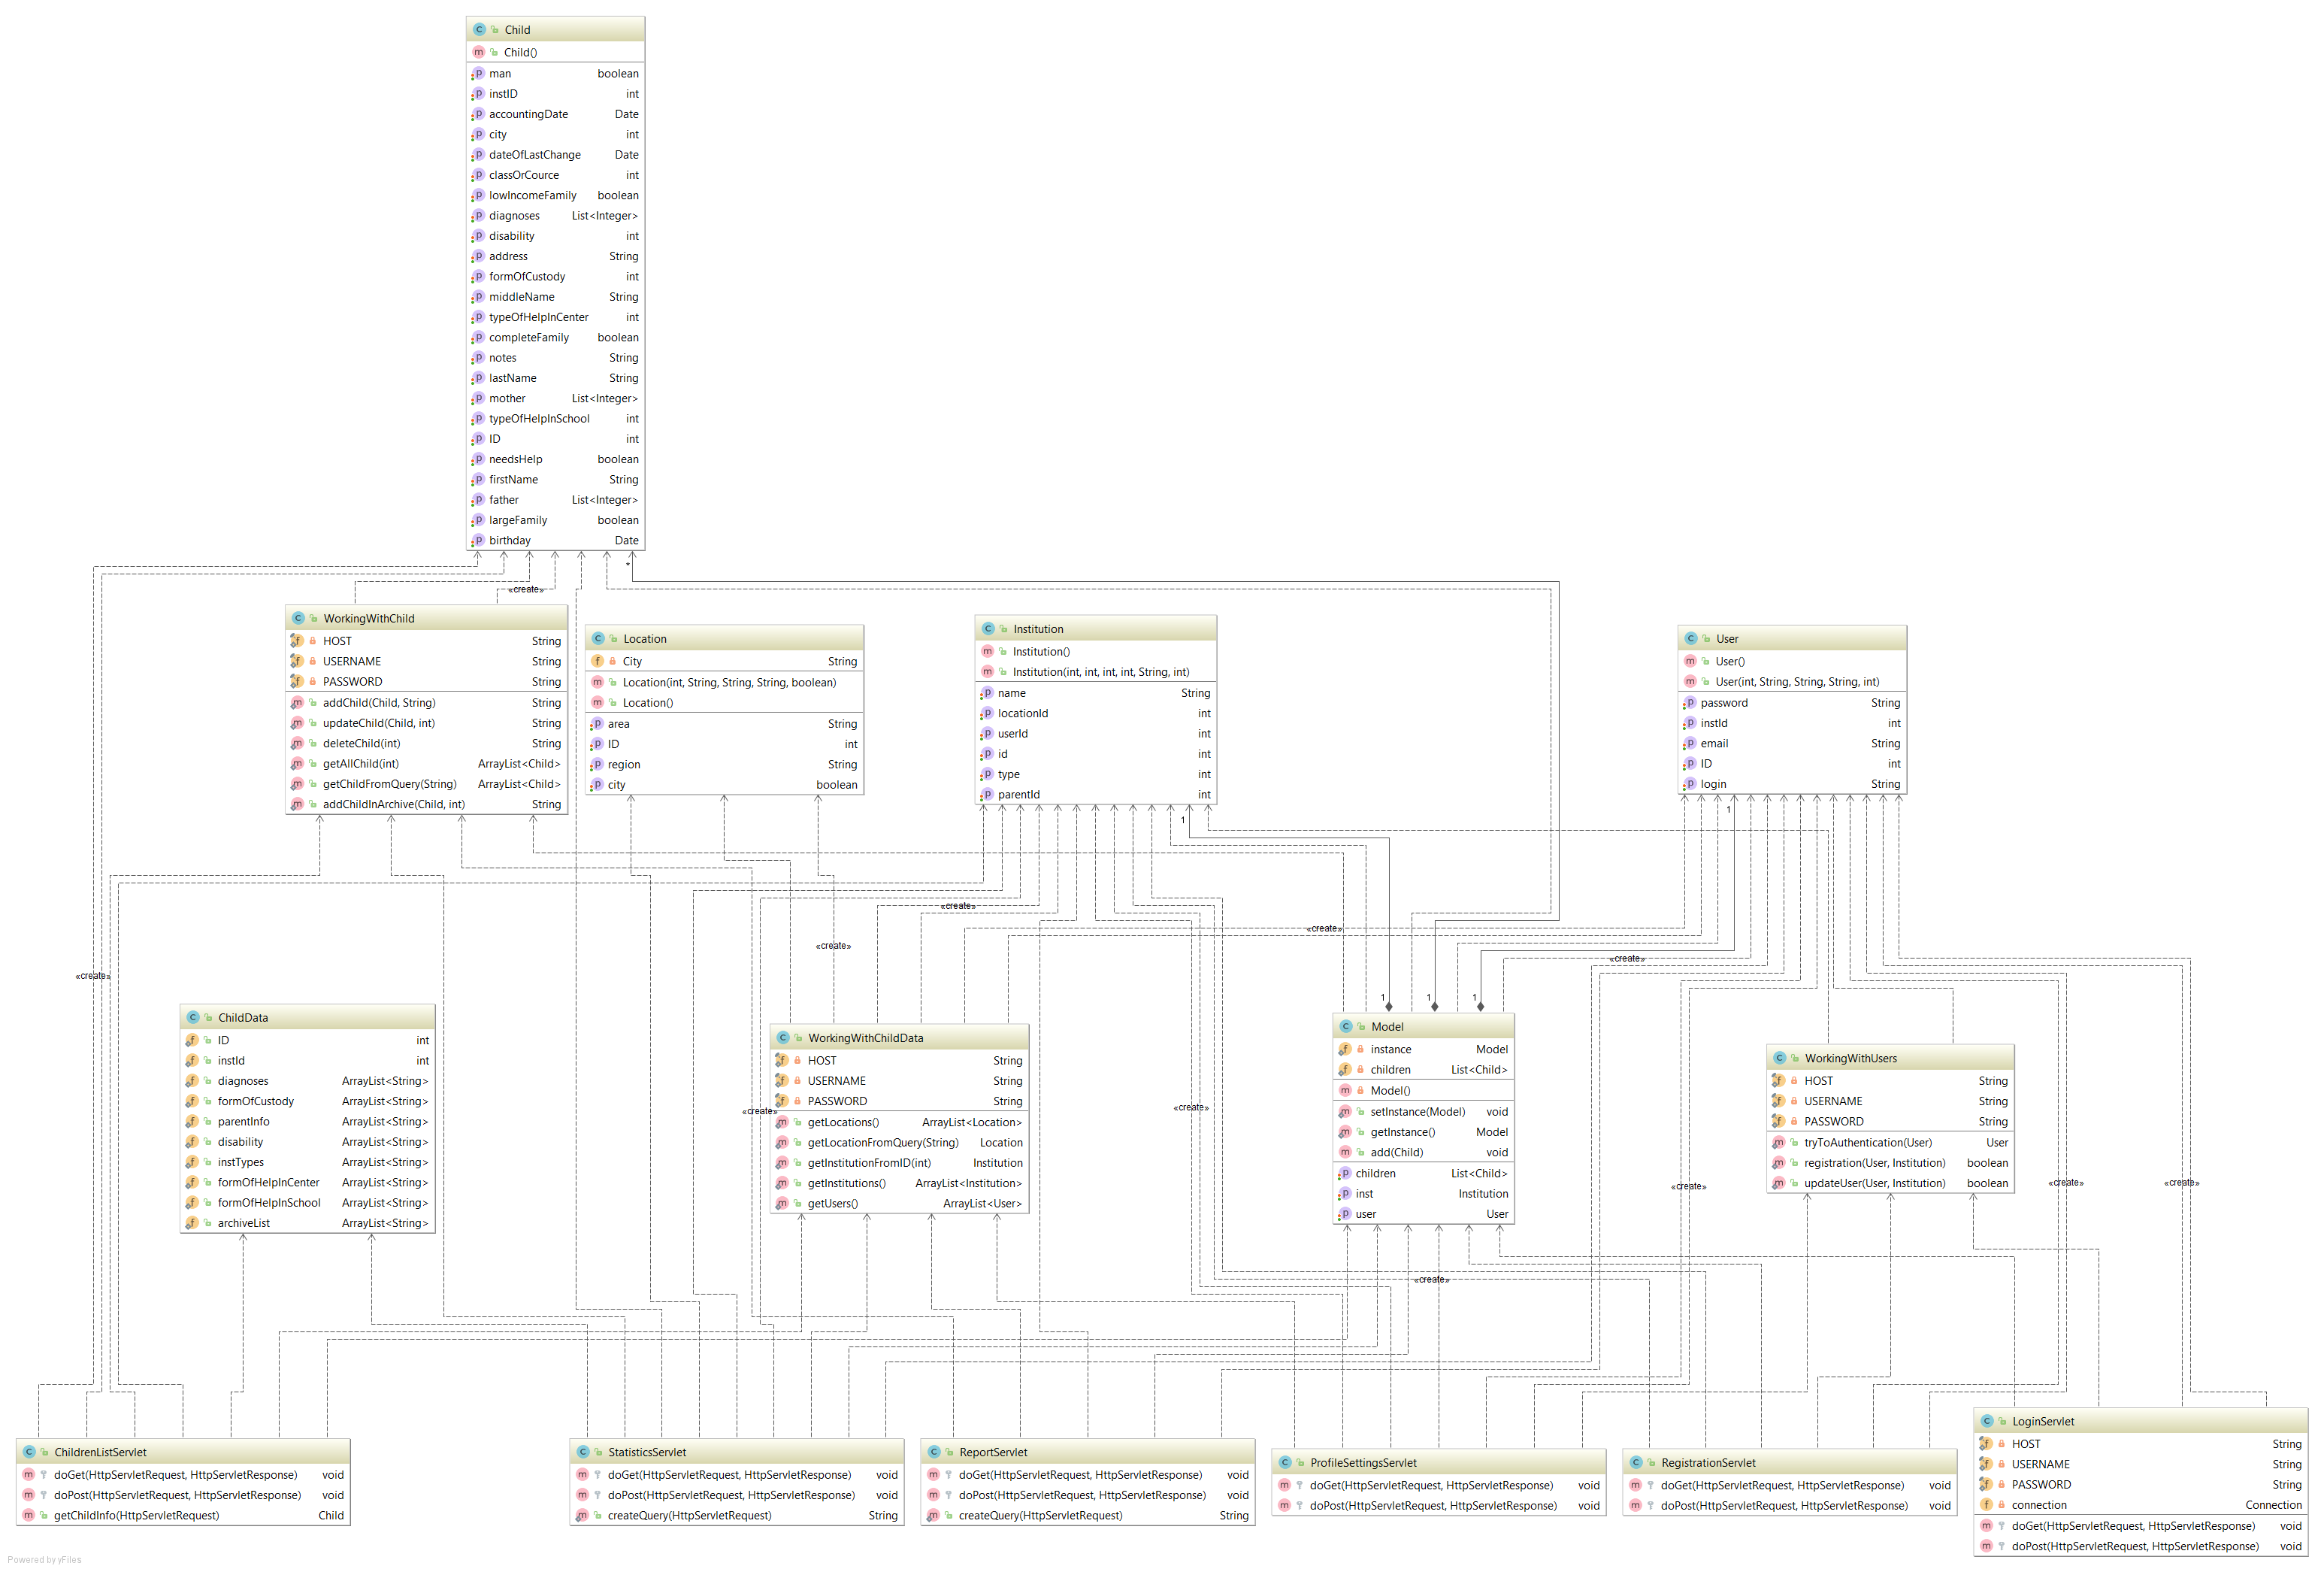 Child
Child()
man boolean
instID int
accountingDate Date
city int
dateOfLastChange Date
classOrCource int
lowIncomeFamily boolean
diagnoses List<Integer>
disability int
address String
formOfCustody int
middleName String
typeOfHelpInCenter int
completeFamily boolean
notes String
lastName String
mother List<Integer>
typeOfHelpInSchool int
ID int
needsHelp boolean
firstName String
father List<Integer>
largeFamily boolean
birthday Date
*
«create»
WorkingWithChild
HOST String
USERNAME String
PASSWORD String
addChild(Child, String) String
updateChild(Child, int) String
deleteChild(int) String
getAllChild(int) ArrayList<Child>
getChildFromQuery(String) ArrayList<Child>
addChildInArchive(Child, int) String
Location
City String
Location(int, String, String, String, boolean)
Location()
area String
ID int
region String
city boolean
Institution
Institution()
Institution(int, int, int, int, String, int)
name String
locationId int
userId int
id int
type int
parentId int
User
User()
User(int, String, String, String, int)
password String
instId int
email String
ID int
login String
1
1
«create»
«create»
«create»
«create»
«create»
1
1
1
ChildData
ID int
instId int
diagnoses ArrayList<String>
formOfCustody ArrayList<String>
parentInfo ArrayList<String>
disability ArrayList<String>
instTypes ArrayList<String>
formOfHelpInCenter ArrayList<String>
formOfHelpInSchool ArrayList<String>
archiveList ArrayList<String>
WorkingWithChildData
HOST String
USERNAME String
PASSWORD String
getLocations() ArrayList<Location>
getLocationFromQuery(String) Location
getInstitutionFromID(int) Institution
getInstitutions() ArrayList<Institution>
getUsers() ArrayList<User>
Model
instance Model
children List<Child>
Model()
setInstance(Model) void
getInstance() Model
add(Child) void
children List<Child>
inst Institution
user User
WorkingWithUsers
HOST String
USERNAME String
PASSWORD String
tryToAuthentication(User) User
registration(User, Institution) boolean
updateUser(User, Institution) boolean
«create»
«create»
«create»
«create»
«create»
«create»
ChildrenListServlet
doGet(HttpServletRequest, HttpServletResponse) void
doPost(HttpServletRequest, HttpServletResponse) void
getChildInfo(HttpServletRequest) Child
StatisticsServlet
doGet(HttpServletRequest, HttpServletResponse) void
doPost(HttpServletRequest, HttpServletResponse) void
createQuery(HttpServletRequest) String
ReportServlet
doGet(HttpServletRequest, HttpServletResponse) void
doPost(HttpServletRequest, HttpServletResponse) void
createQuery(HttpServletRequest) String
ProfileSettingsServlet
doGet(HttpServletRequest, HttpServletResponse) void
doPost(HttpServletRequest, HttpServletResponse) void
RegistrationServlet
doGet(HttpServletRequest, HttpServletResponse) void
doPost(HttpServletRequest, HttpServletResponse) void
LoginServlet
HOST String
USERNAME String
PASSWORD String
connection Connection
doGet(HttpServletRequest, HttpServletResponse) void
doPost(HttpServletRequest, HttpServletResponse) void
Powered by yFiles